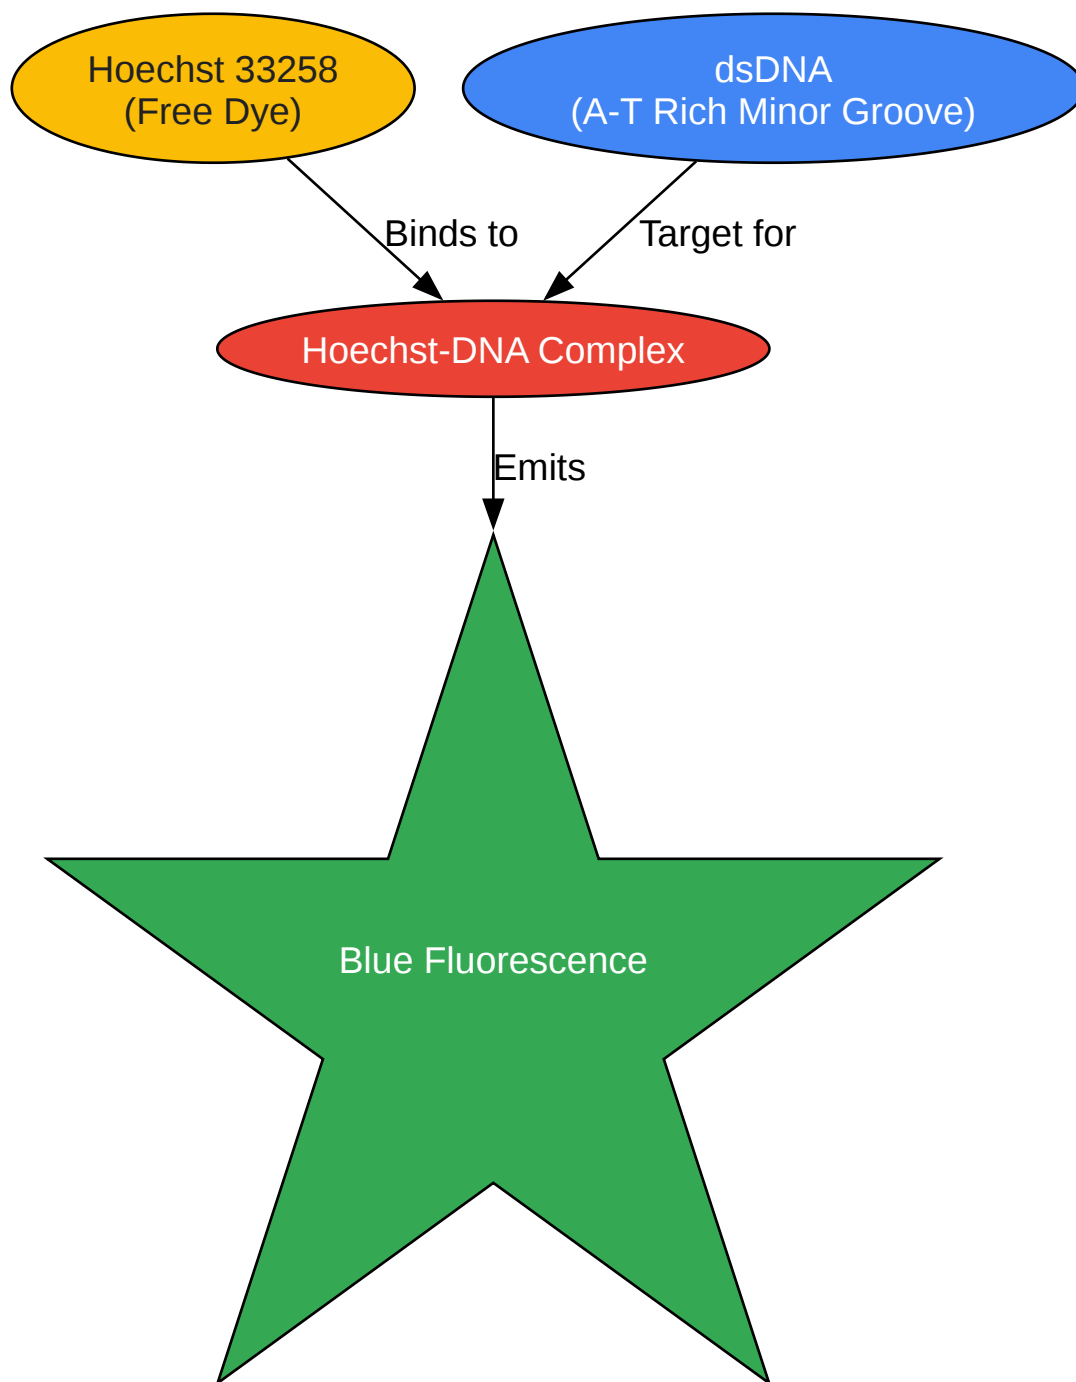 Hoechst 33258
(Free Dye)
dsDNA
(A-T Rich Minor Groove)
Binds to
Target for
Hoechst-DNA Complex
Emits
Blue Fluorescence